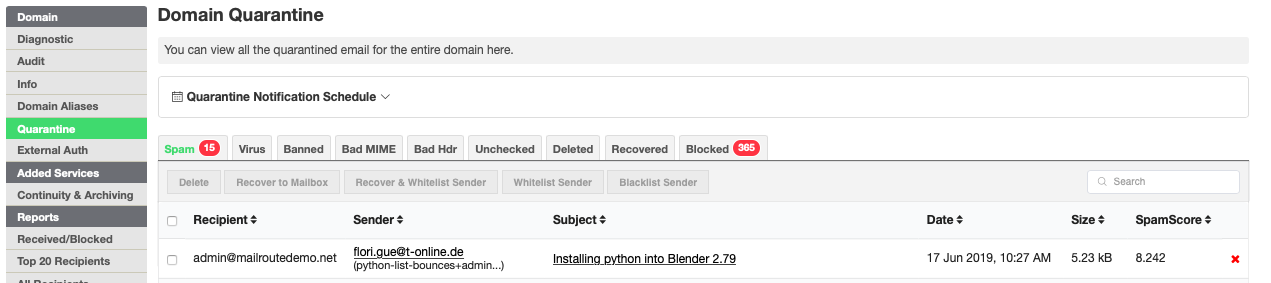 Domain
Diagnostic
Audit
Info
Domain Aliases
Quarantine
External Auth
Added Services
Continuity & Archiving
Reports
Received/Blocked
Top 20 Recipients
All Recipients
Domain Quarantine
You can view all the quarantined email for the entire domain here.
Quarantine Notification Schedule
Spam 15 Virus Banned Bad MIME Bad Hdr Unchecked Deleted Recovered Blocked 365
Delete Recover to Mailbox Recover & Whitelist Sender Whitelist Sender Blacklist Sender Search
Recipient Sender Subject Date Size SpamScore
admin@mailroutedemo.net flori.gue@t-online.de Installing python into Blender 2.79 17 Jun 2019, 10:27 AM 5.23 kB 8.242
(python-list-bounces+admin...)